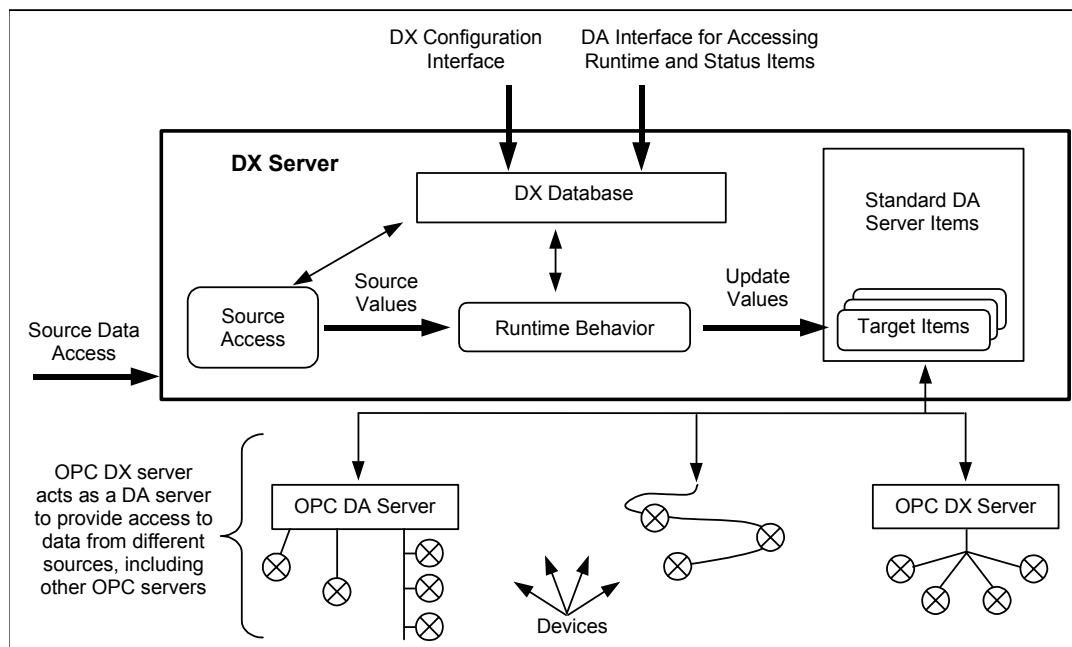 DX Configuration
Interface
DA Interface for Accessing
Runtime and Status Items
DX Server
DX Database
Standard DA
Server Items
Source
Values
Update
Values
Source
Access
Runtime Behavior
Target Items
Source Data
Access
OPC DX server
acts as a DA server
to provide access to
data from different
sources, including
other OPC servers
OPC DA Server
OPC DX Server
Devices